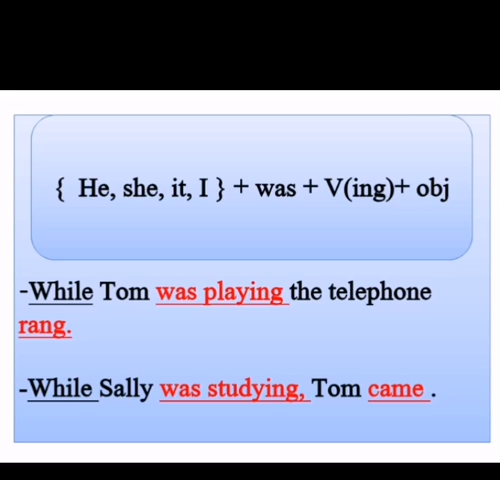 { He, she, it, I } + was + V(ing)+ obj
-While Tom was playing the telephone
rang.
-While Sally was studying, Tom came .